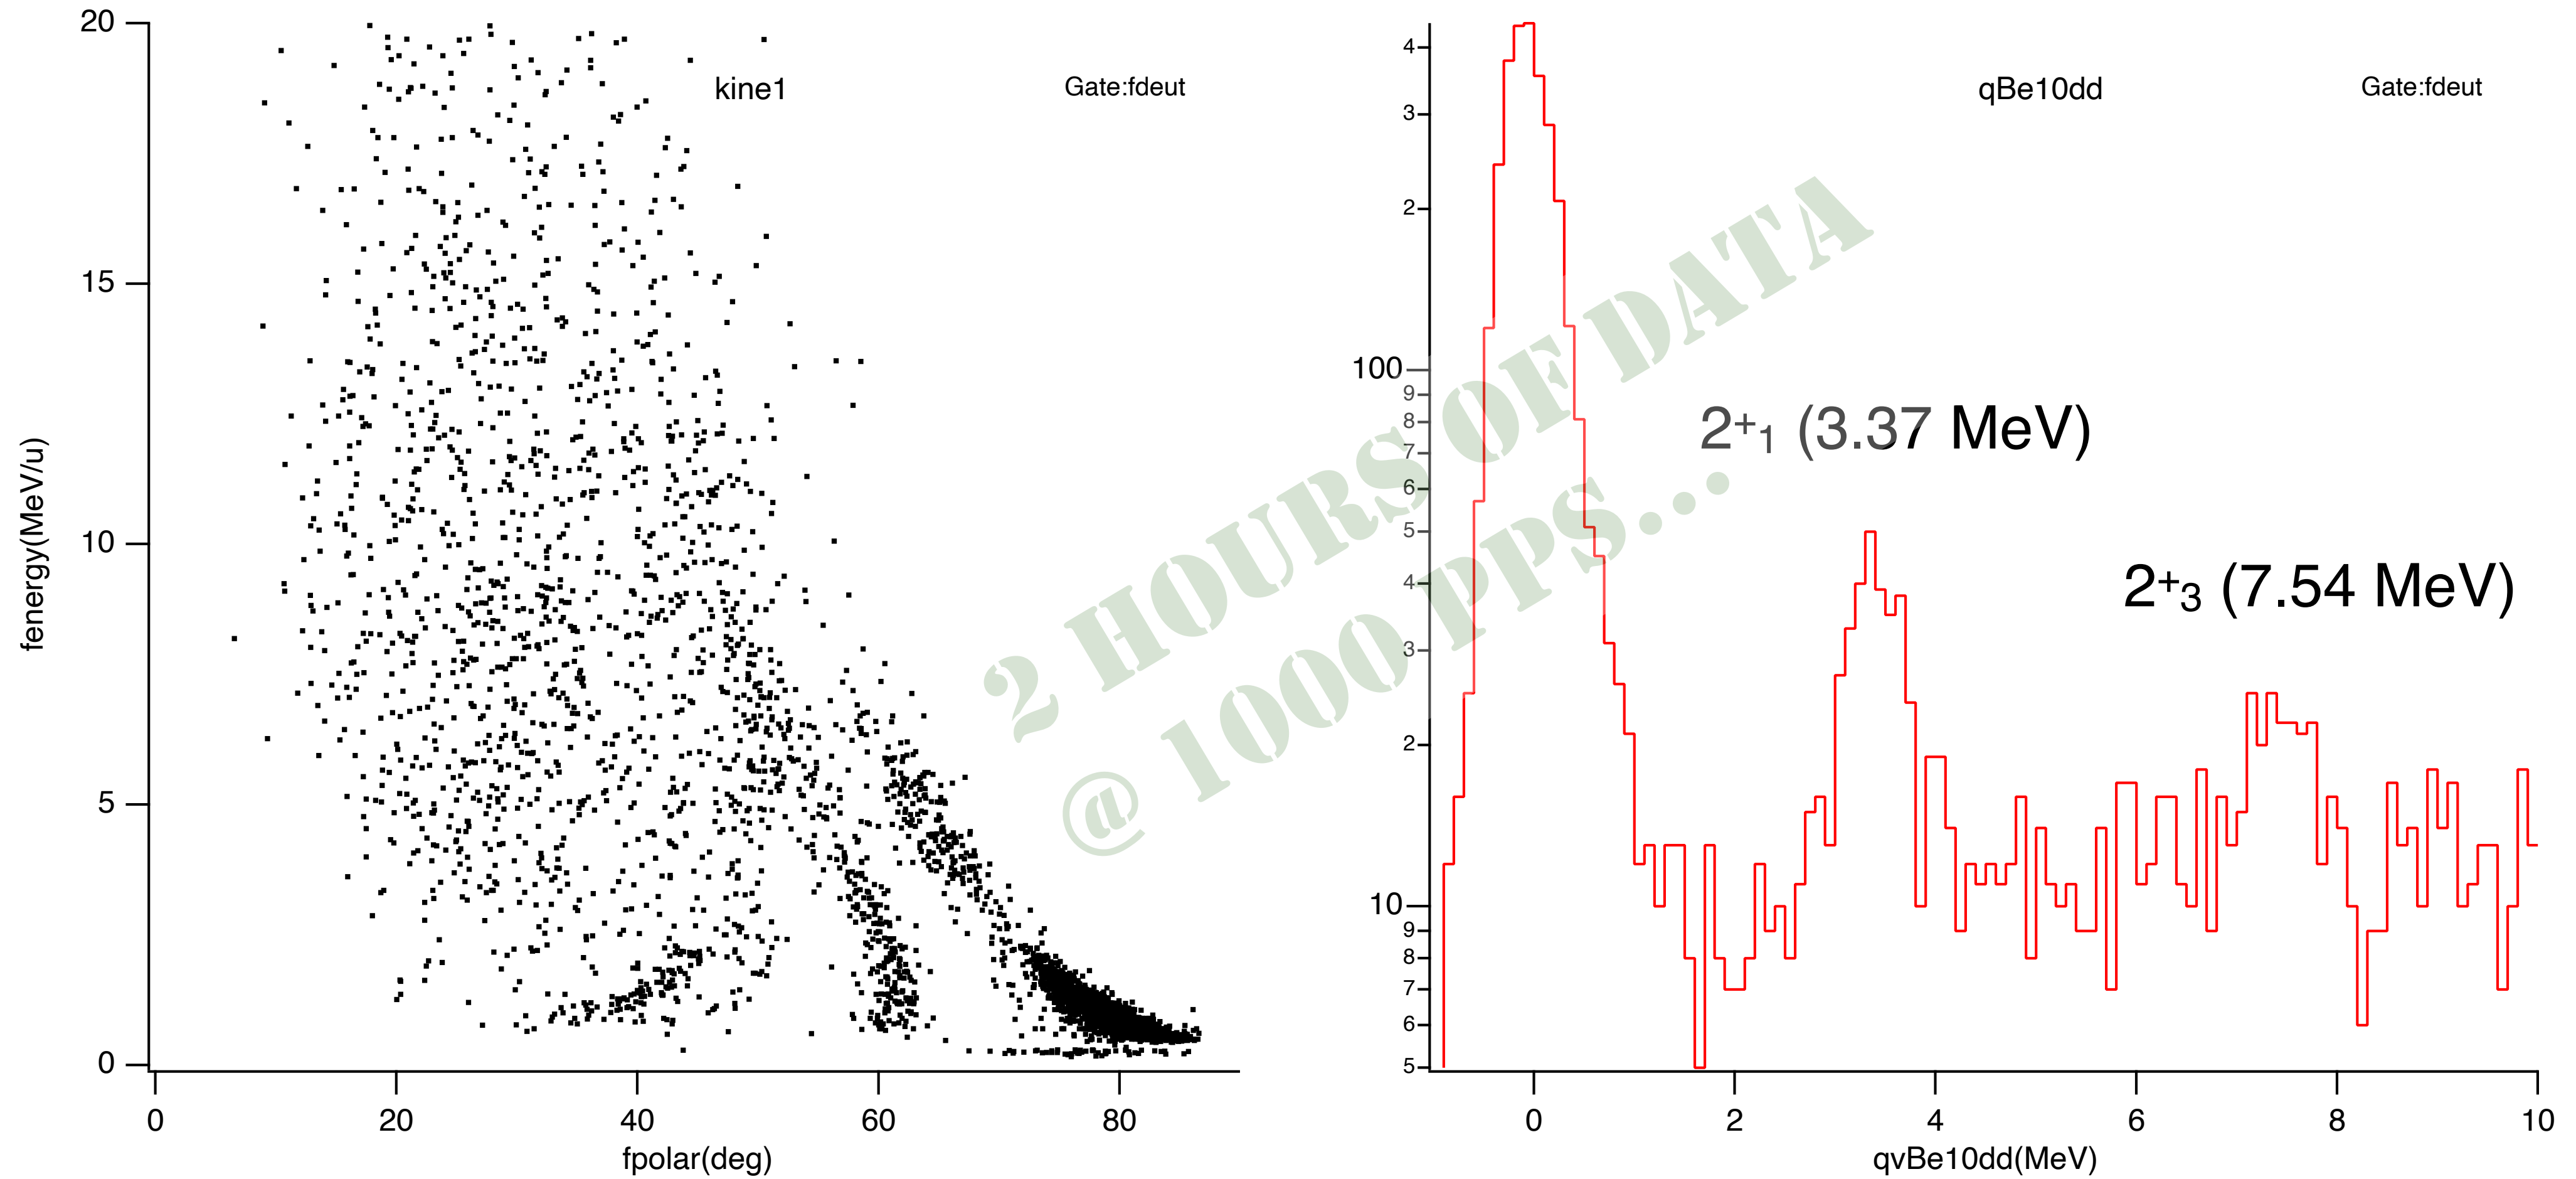 20
15
10
5
0
fenergy(MeV/u)
kine1
Gate:fdeut
0 20 40 60 80
fpolar(deg)
4
3
2
100
9
8
7
6
5
4
3
2
10
9
8
7
6
5
qBe10dd
Gate:fdeut
2+1 (3.37 MeV)
2+3 (7.54 MeV)
0 2 4 6 8 10
qvBe10dd(MeV)
2 HOURS OF DATA
@ 1000 PPS...